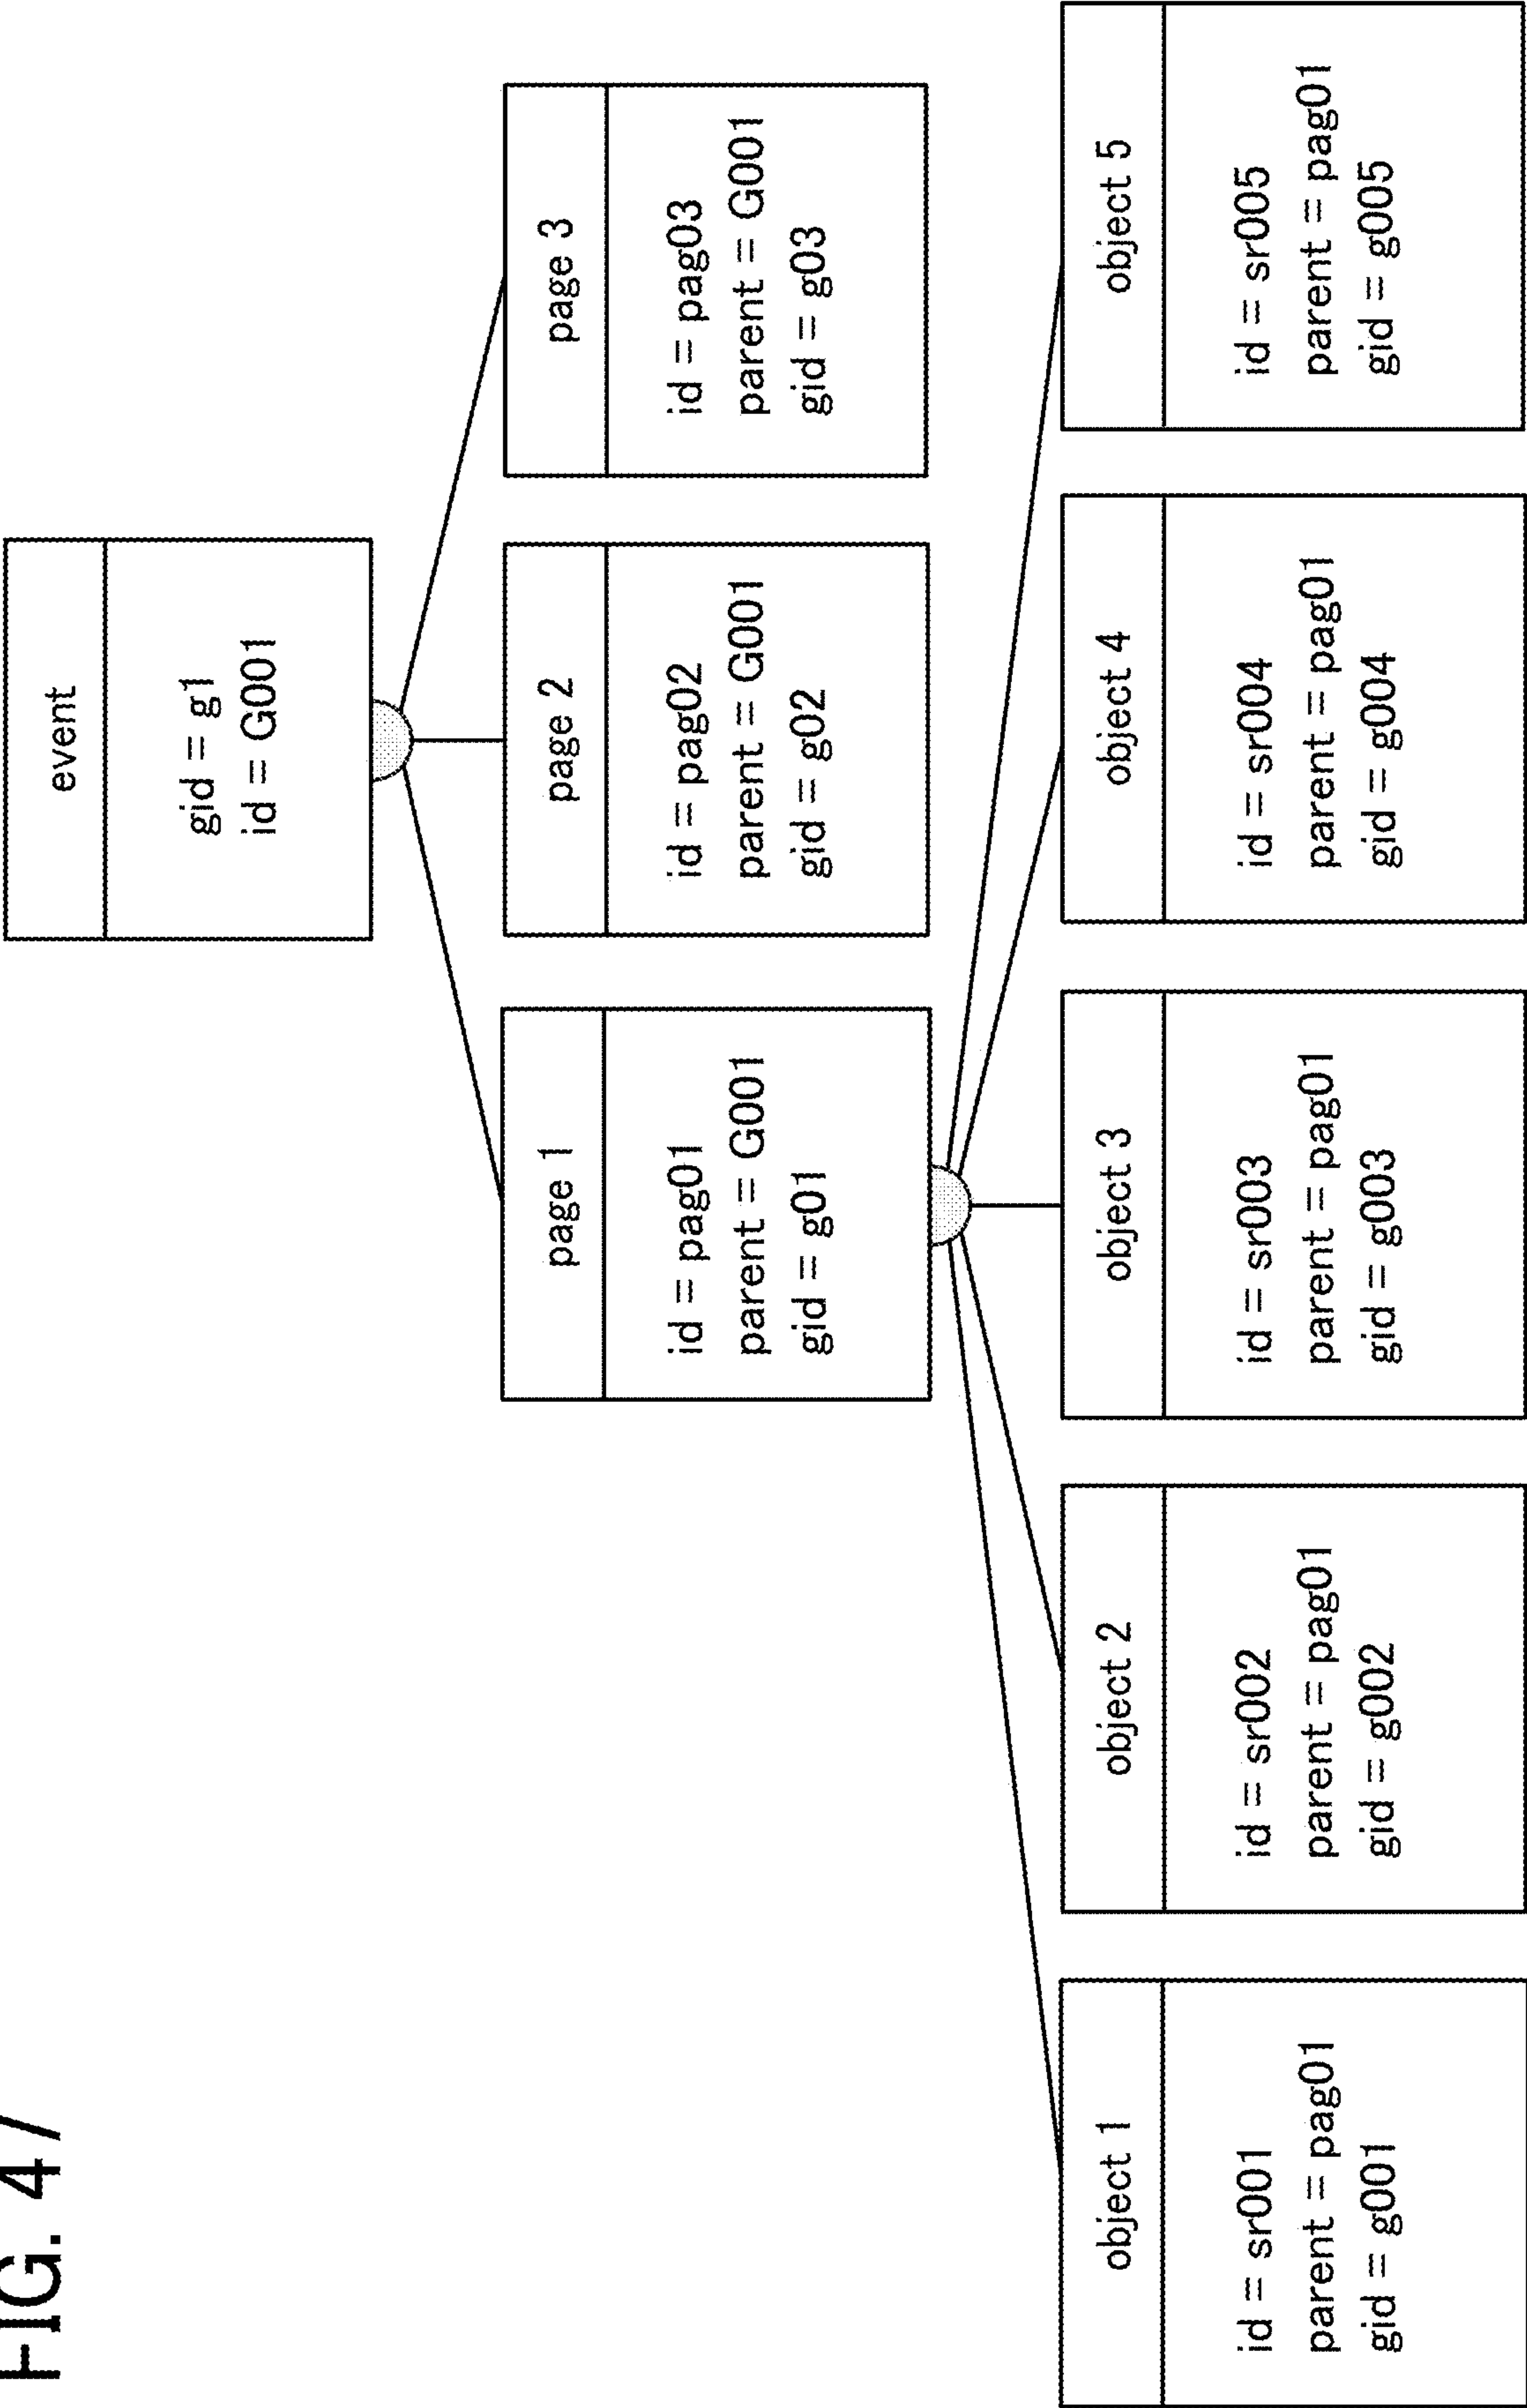 FIG. 47
event
gid = g1
id = G001
page 1
id = pag01
parent = G001
gid = g01
page 2
id = pag02
parent = G001
gid = g02
page 3
id = pag03
parent = G001
gid = g03
object 1
id = sr001
parent = pag01
gid = g001
object 2
id = sr002
parent = pag01
gid = g002
object 3
id = sr003
parent = pag01
gid = g003
object 4
id = sr004
parent = pag01
gid = g004
object 5
id = sr005
parent = pag01
gid = g005